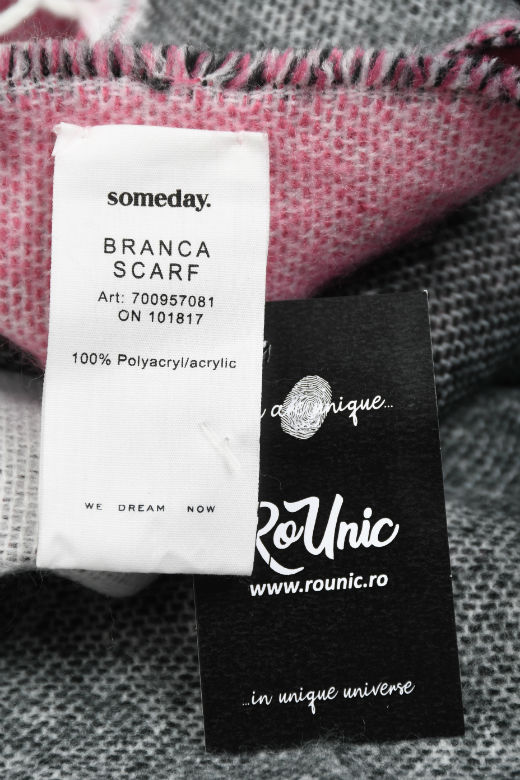 someday.
BRANCA
SCARF
Art: 700957081
ON 101817
100% Polyacryl/acrylic
WE DREAM NOW
unique...
RoUnic
www.rounic.ro
...in unique universe